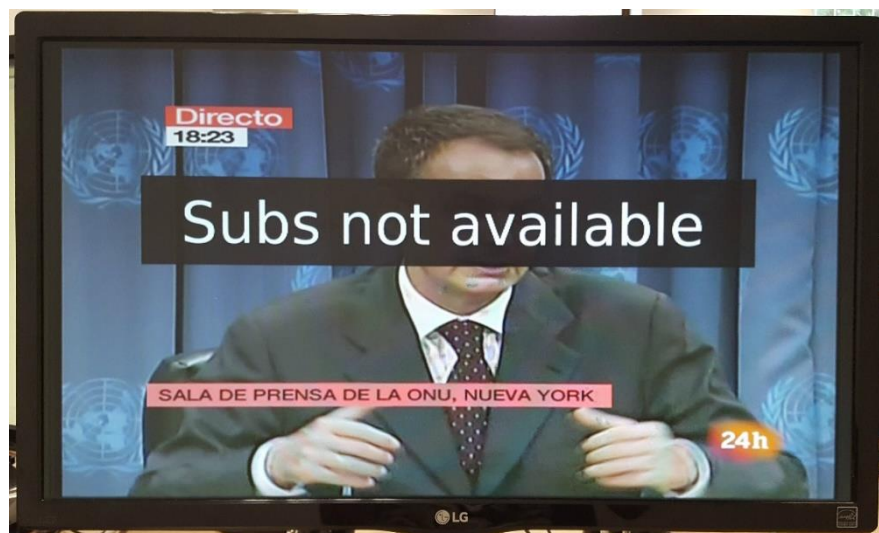 Directo
18:23
Subs not available
SALA DE PRENSA DE LA ONU, NUEVA YORK
24h
LG